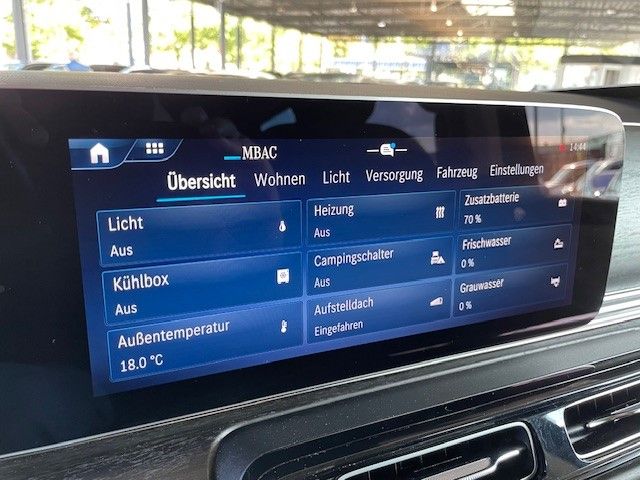 MBAC
14:44
Übersicht Wohnen Licht Versorgung Fahrzeug Einstellungen
Licht
Aus
Heizung
Aus
Zusatzbatterie
70 %
Kühlbox
Aus
Campingschalter
Aus
Frischwasser
0 %
Außentemperatur
18.0 °C
Aufstelldach
Eingefahren
Grauwasser
0 %